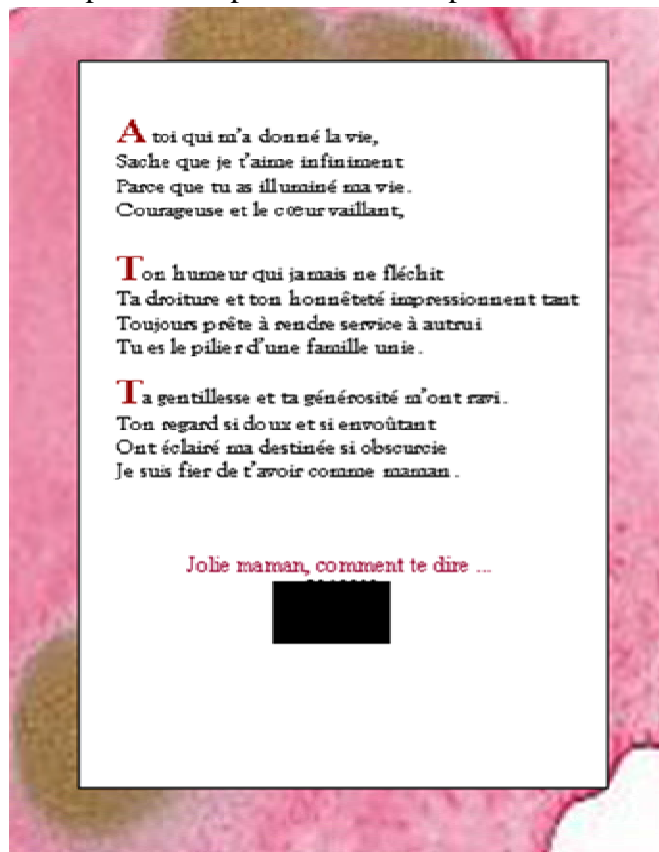 A toi qui m'a donné la vie,
Sache que je t'aime infiniment
Parce que tu as illuminé ma vie.
Courageuse et le cœur vaillant,
Ton humeur qui jamais ne fléchit
Ta droiture et ton honnêteté impressionnent tant
Toujours prête à rendre service à autrui
Tu es le pilier d'une famille unie.
Ta gentillesse et ta générosité m'ont ravi.
Ton regard si doux et si envoûtant
Ont éclairé ma destinée si obscurcie
Je suis fier de t'avoir comme maman.
Jolie maman, comment te dire ...